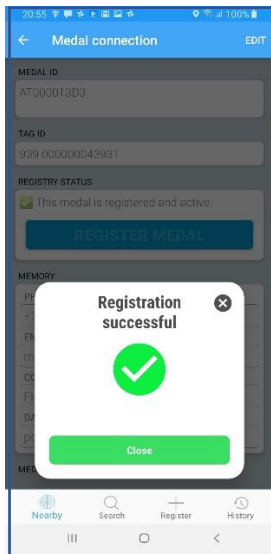 20:55 100%
Medal connection EDIT
MEDAL ID
AT000013D3
TAG ID
939 000000043931
REGISTRY STATUS
This medal is registered and active.
REGISTER MEDAL
MEMORY
Registration
successful
Close
Nearby Search Register History